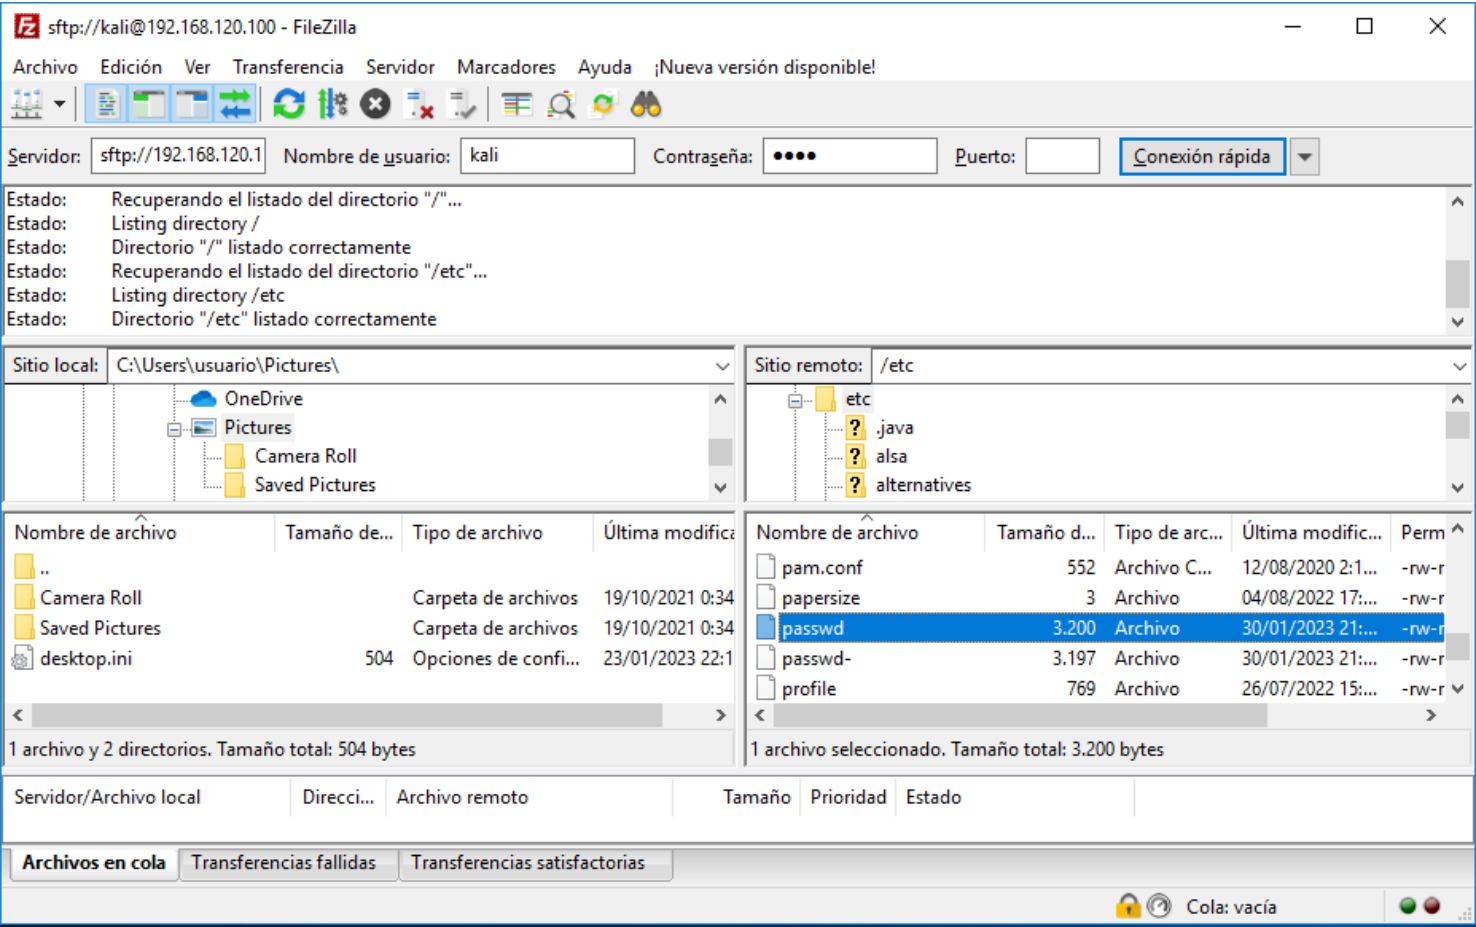 sftp://kali@192.168.120.100 - FileZilla
Archivo Edición Ver Transferencia Servidor Marcadores Ayuda ¡Nueva versión disponible!
Servidor: sftp://192.168.120.1 Nombre de usuario: kali Contraseña: •••• Puerto: Conexión rápida
Estado: Recuperando el listado del directorio "/"...
Estado: Listing directory /
Estado: Directorio "/" listado correctamente
Estado: Recuperando el listado del directorio "/etc"...
Estado: Listing directory /etc
Estado: Directorio "/etc" listado correctamente
Sitio local: C:\Users\usuario\Pictures\
OneDrive
Pictures
Camera Roll
Saved Pictures
Sitio remoto: /etc
etc
? .java
? alsa
? alternatives
Nombre de archivo Tamaño de... Tipo de archivo Última modifica
..
Camera Roll Carpeta de archivos 19/10/2021 0:34
Saved Pictures Carpeta de archivos 19/10/2021 0:34
desktop.ini 504 Opciones de confi... 23/01/2023 22:1
1 archivo y 2 directorios. Tamaño total: 504 bytes
Nombre de archivo Tamaño d... Tipo de arc... Última modific... Perm
pam.conf 552 Archivo C... 12/08/2020 2:1... -rw-r
papersize 3 Archivo 04/08/2022 17:... -rw-r
passwd 3.200 Archivo 30/01/2023 21:... -rw-r
passwd- 3.197 Archivo 30/01/2023 21:... -rw-r
profile 769 Archivo 26/07/2022 15:... -rw-r
1 archivo seleccionado. Tamaño total: 3.200 bytes
Servidor/Archivo local Direcci... Archivo remoto Tamaño Prioridad Estado
Archivos en cola Transferencias fallidas Transferencias satisfactorias
Cola: vacía